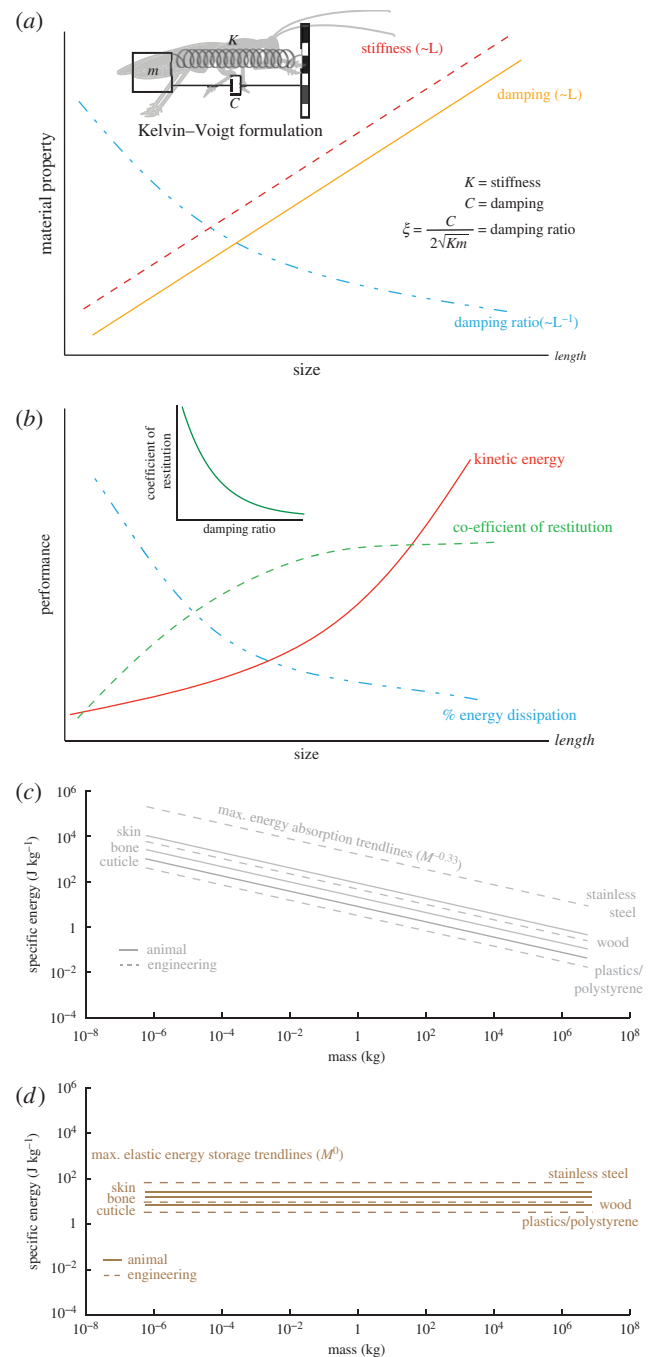 (a)
K
m
C
Kelvin–Voigt formulation
stiffness (~L)
damping (~L)
K = stiffness
C = damping
ξ = C / 2√Km = damping ratio
damping ratio(~L⁻¹)
material property
size
length
(b)
coefficient of
restitution
damping ratio
kinetic energy
co-efficient of restitution
% energy dissipation
performance
size
length
(c)
specific energy (J kg⁻¹)
10⁶
10⁴
10²
1
10⁻²
10⁻⁴
skin
bone
cuticle
max. energy absorption trendlines (M⁻⁰·³³)
stainless
steel
wood
plastics/
polystyrene
animal
engineering
10⁻⁸ 10⁻⁶ 10⁻⁴ 10⁻² 1 10² 10⁴ 10⁶ 10⁸
mass (kg)
(d)
specific energy (J kg⁻¹)
10⁶
10⁴
10²
1
10⁻²
10⁻⁴
max. elastic energy storage trendlines (M⁰)
skin
bone
cuticle
stainless steel
wood
plastics/polystyrene
animal
engineering
10⁻⁸ 10⁻⁶ 10⁻⁴ 10⁻² 1 10² 10⁴ 10⁶ 10⁸
mass (kg)